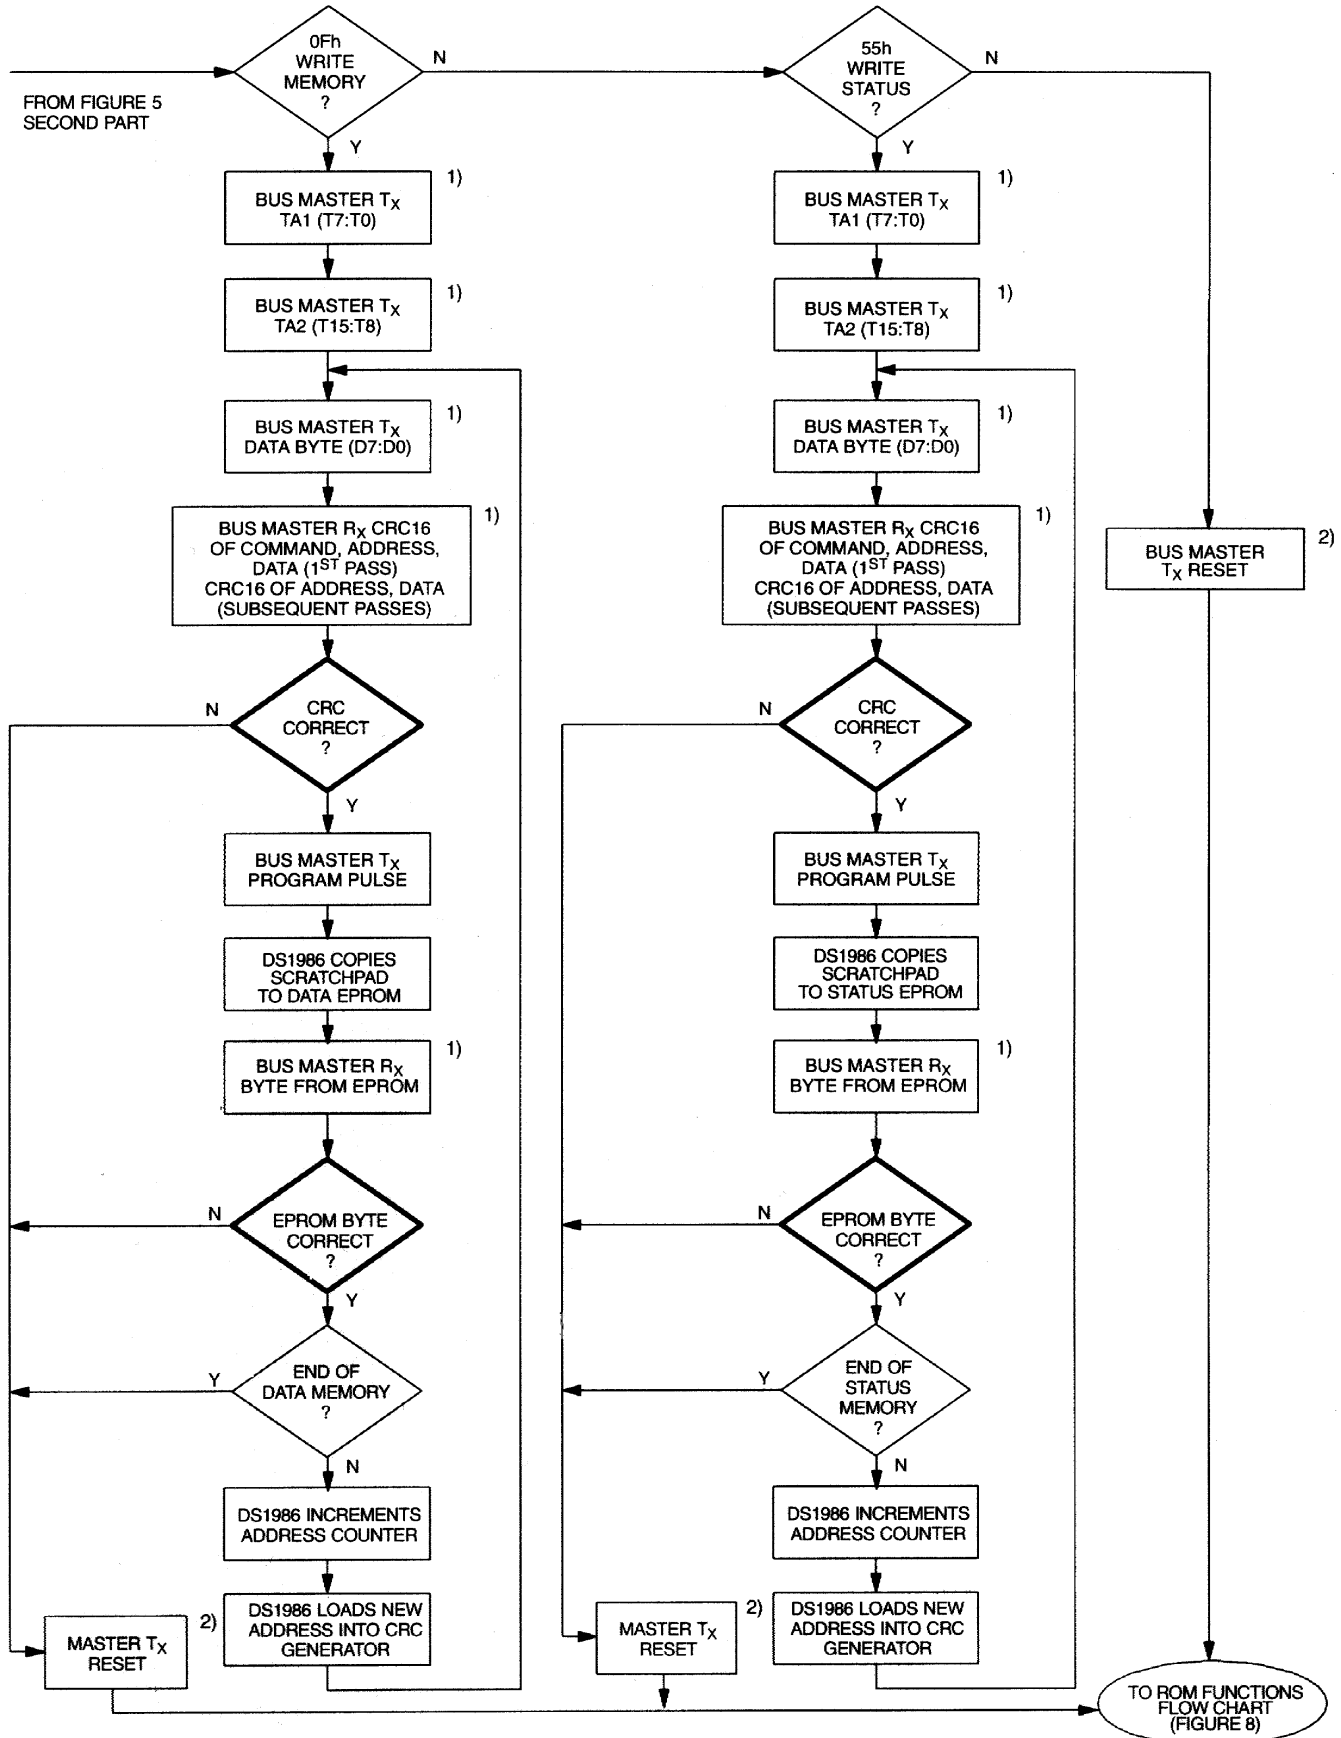 0Fh
WRITE
MEMORY
?
N
55h
WRITE
STATUS
?
N
FROM FIGURE 5
SECOND PART
Y
Y
BUS MASTER TX
TA1 (T7:T0)
1)
BUS MASTER TX
TA1 (T7:T0)
1)
BUS MASTER TX
TA2 (T15:T8)
1)
BUS MASTER TX
TA2 (T15:T8)
1)
BUS MASTER TX
DATA BYTE (D7:D0)
1)
BUS MASTER TX
DATA BYTE (D7:D0)
1)
BUS MASTER RX CRC16
OF COMMAND, ADDRESS,
DATA (1ST PASS)
CRC16 OF ADDRESS, DATA
(SUBSEQUENT PASSES)
1)
BUS MASTER RX CRC16
OF COMMAND, ADDRESS,
DATA (1ST PASS)
CRC16 OF ADDRESS, DATA
(SUBSEQUENT PASSES)
1)
BUS MASTER
TX RESET
2)
N
CRC
CORRECT
?
Y
N
CRC
CORRECT
?
Y
BUS MASTER TX
PROGRAM PULSE
BUS MASTER TX
PROGRAM PULSE
DS1986 COPIES
SCRATCHPAD
TO DATA EPROM
DS1986 COPIES
SCRATCHPAD
TO STATUS EPROM
BUS MASTER RX
BYTE FROM EPROM
1)
BUS MASTER RX
BYTE FROM EPROM
1)
N
EPROM BYTE
CORRECT
?
Y
N
EPROM BYTE
CORRECT
?
Y
Y
END OF
DATA MEMORY
?
N
Y
END OF
STATUS
MEMORY
?
N
DS1986 INCREMENTS
ADDRESS COUNTER
DS1986 INCREMENTS
ADDRESS COUNTER
MASTER TX
RESET
2)
DS1986 LOADS NEW
ADDRESS INTO CRC
GENERATOR
MASTER TX
RESET
2)
DS1986 LOADS NEW
ADDRESS INTO CRC
GENERATOR
TO ROM FUNCTIONS
FLOW CHART
(FIGURE 8)